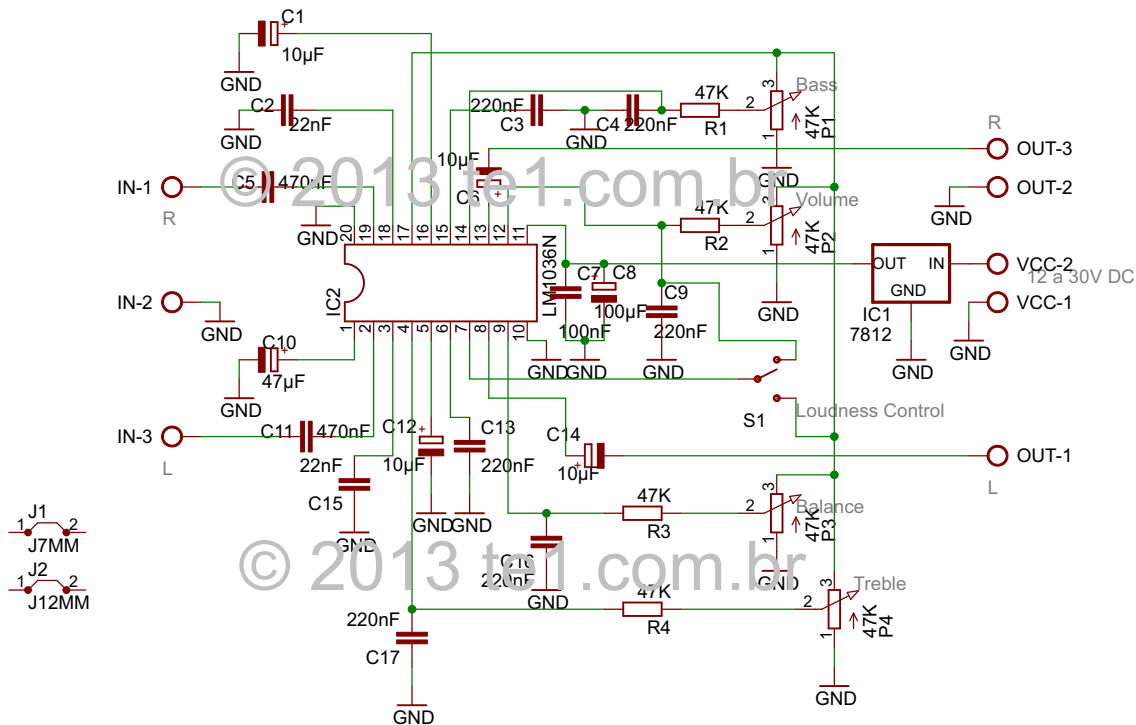 C1
+
10µF
GND
C2
22nF
GND
220nF
C3
GND
C4
220nF
47K
R1
3
2
1
Bass
47K
P1
GND
R
OUT-3
OUT-2
GND
© 2013 te1.com.br
IN-1
R
C5
470nF
GND
10µF
C6
+
47K
R2
3
2
1
Volume
47K
P2
GND
20
19
18
17
16
15
14
13
12
11
IC2
LM1036N
1
2
3
4
5
6
7
8
9
10
IN-2
GND
C7
100nF
C8
100µF
GND
GND
C9
220nF
GND
OUT
IN
GND
IC1
7812
GND
VCC-2
12 a 30V DC
VCC-1
GND
C10
+
47µF
GND
S1
Loudness Control
IN-3
L
C11
470nF
22nF
C15
GND
C12
+
10µF
GND
C13
220nF
GND
C14
+
10µF
OUT-1
L
J1
1
2
J7MM
J2
1
2
J12MM
© 2013 te1.com.br
47K
R3
3
2
1
Balance
47K
P3
GND
C16
220nF
GND
47K
R4
3
2
1
Treble
47K
P4
GND
220nF
C17
GND